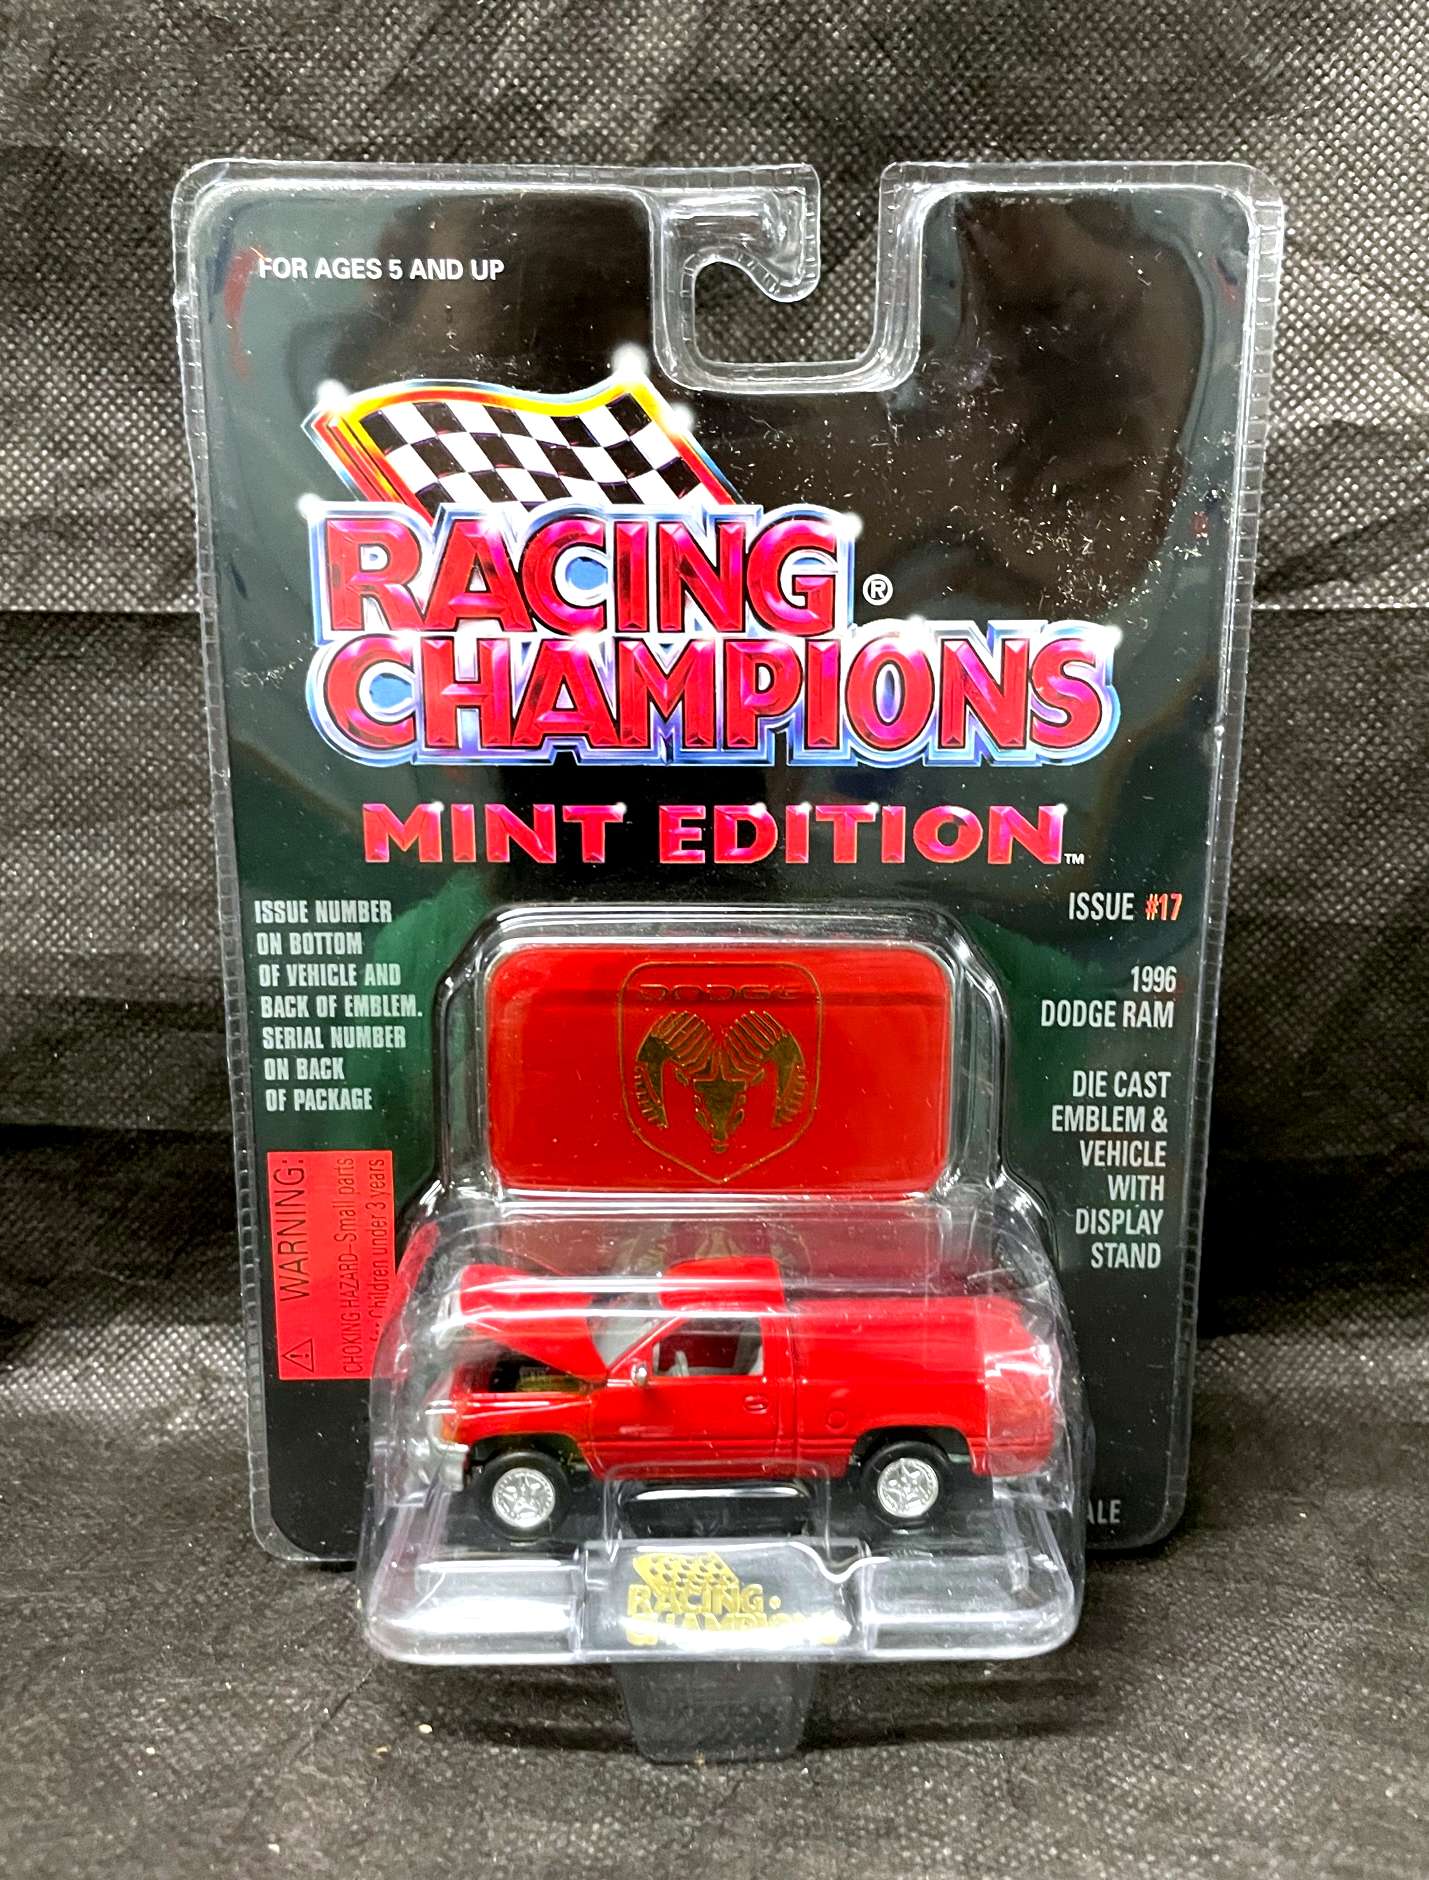 FOR AGES 5 AND UP
RACING ®
CHAMPIONS
MINT EDITION™
ISSUE NUMBER
ON BOTTOM
OF VEHICLE AND
BACK OF EMBLEM.
SERIAL NUMBER
ON BACK
OF PACKAGE
ISSUE #17
1996
DODGE RAM
DIE CAST
EMBLEM &
VEHICLE
WITH
DISPLAY
STAND
DODGE
WARNING:
CHOKING HAZARD–Small parts
Children under 3 years
RACING
CHAMPIONS